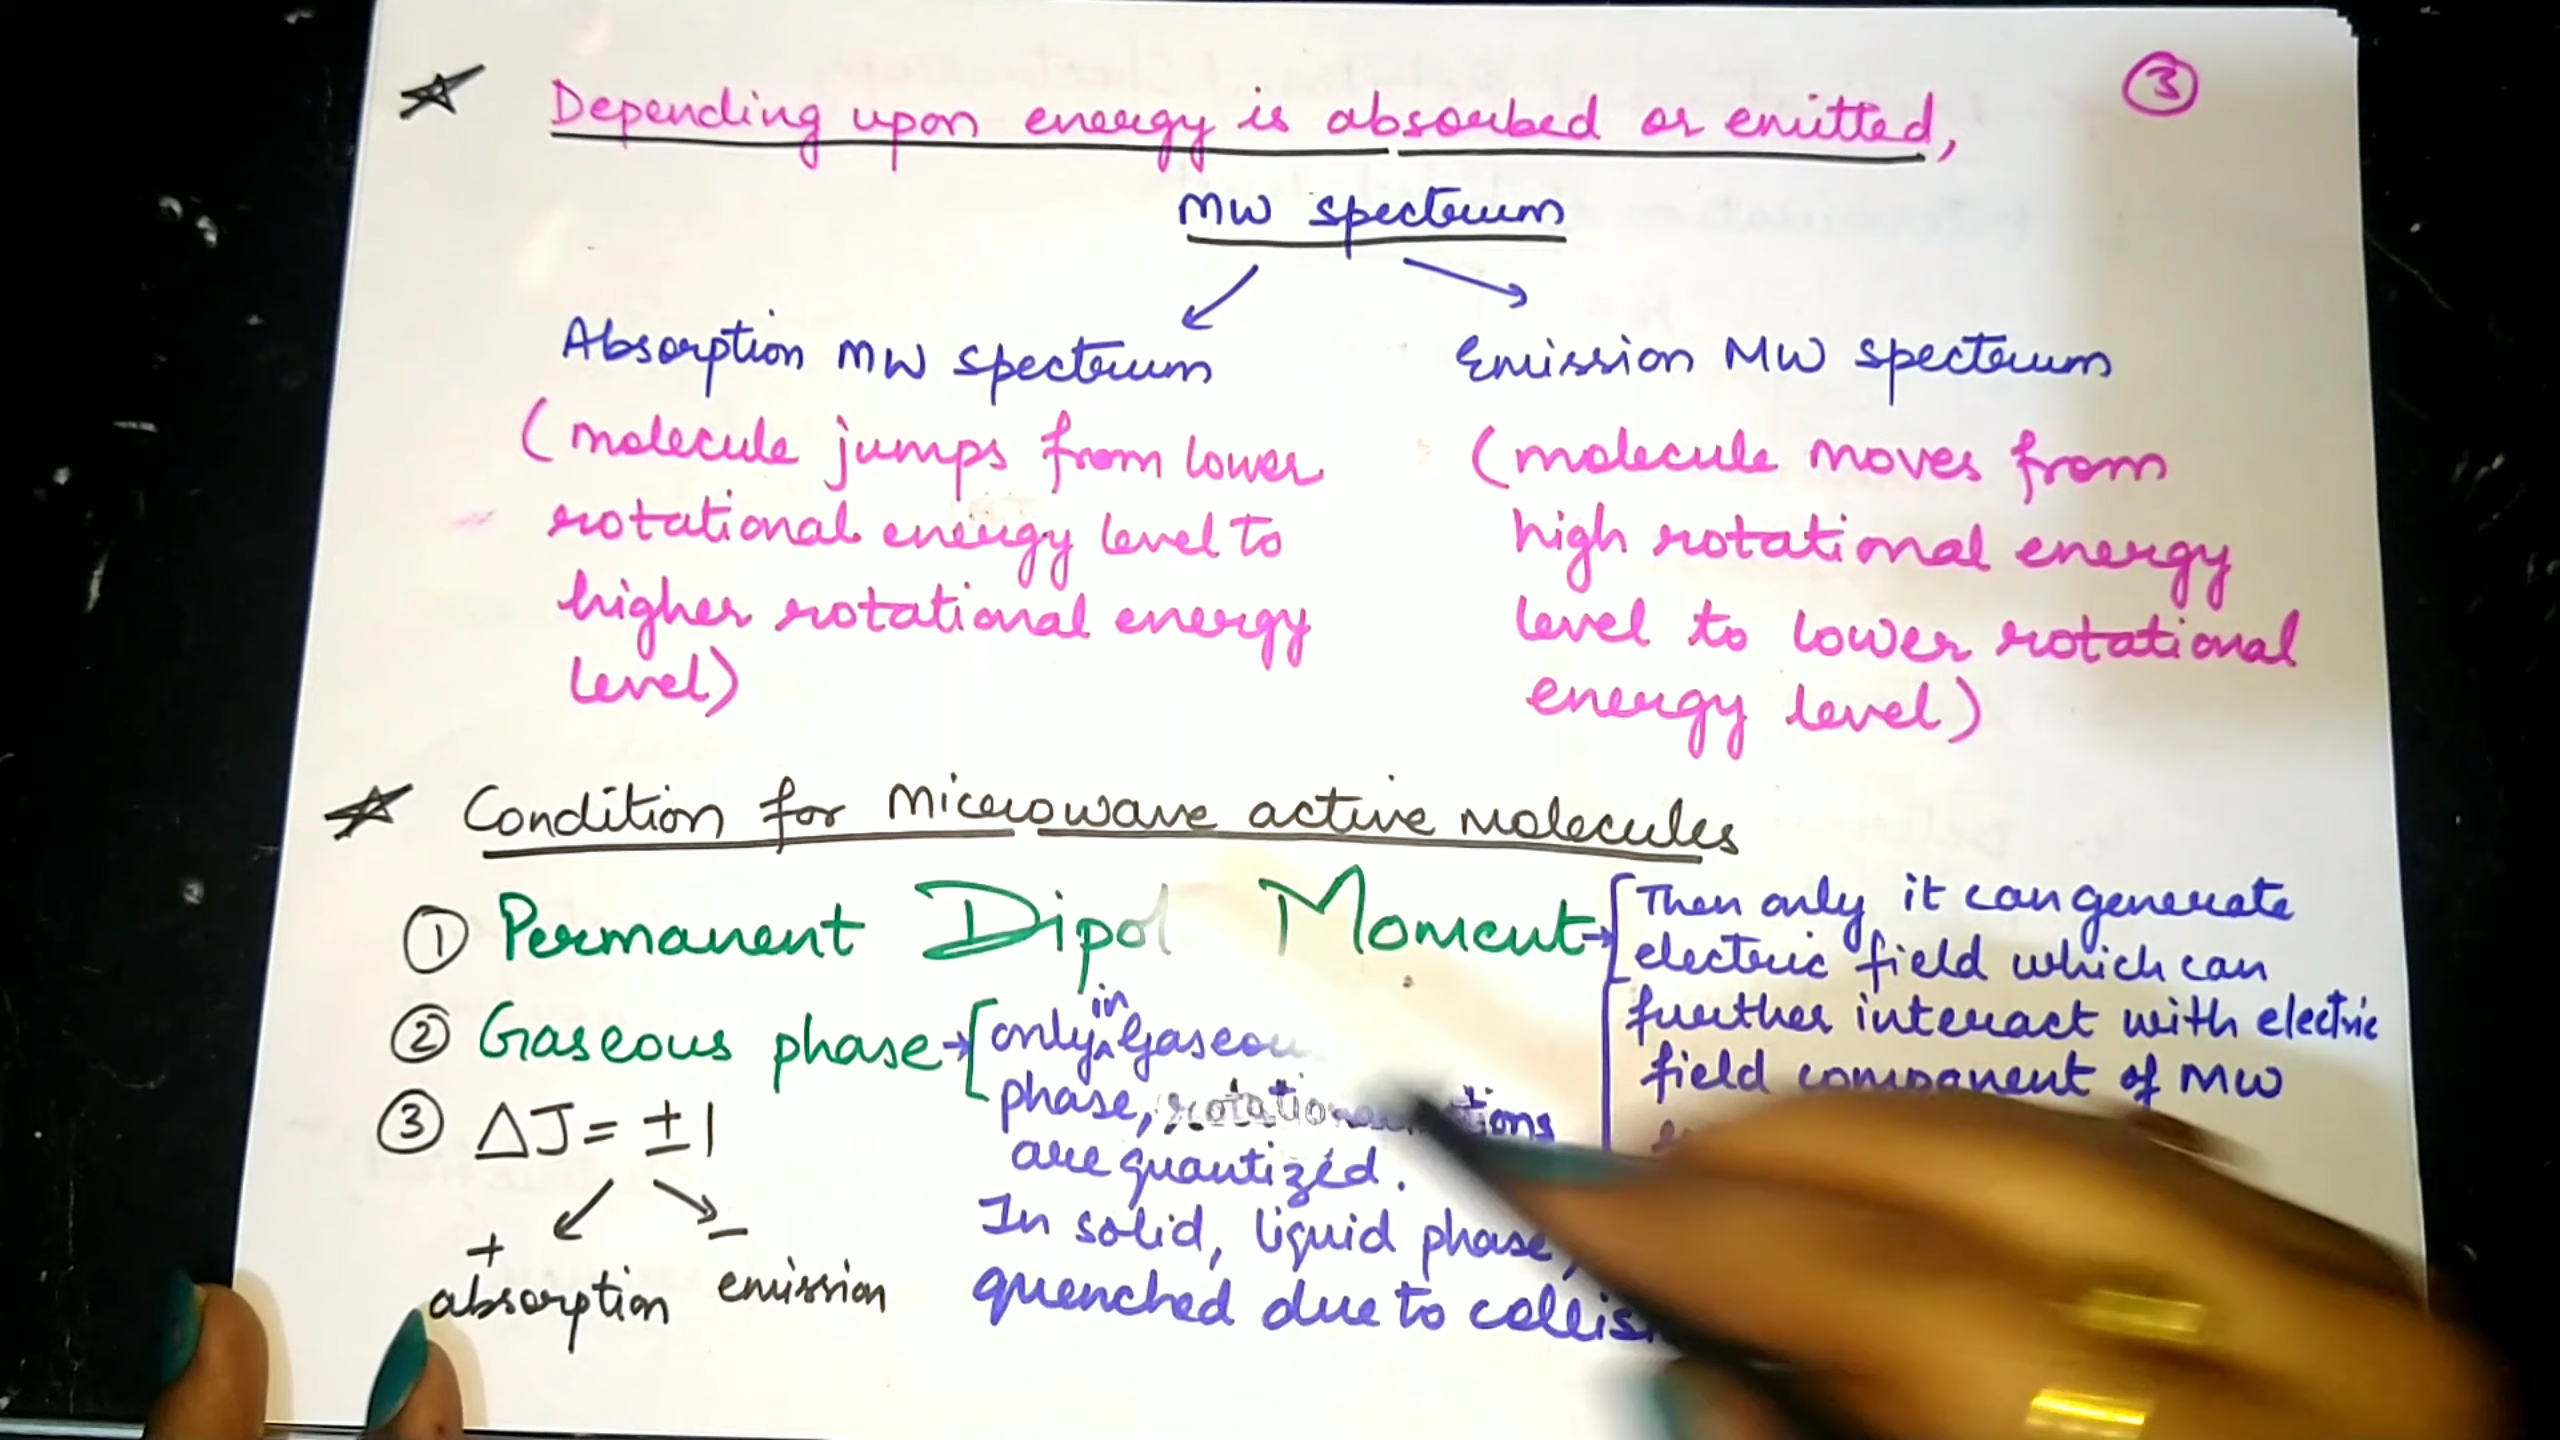 ③
Depending upon energy is absorbed or emitted,
MW spectrum
Absorption MW spectrum
(molecule jumps from lower
rotational energy level to
higher rotational energy
level)
Emission MW spectrum
(molecule moves from
high rotational energy
level to lower rotational
energy level)
Condition for Microwave active molecules
① Permanent Dipol Moment →
Then only it can generate
electric field which can
further interact with electric
field component of MW
② Gaseous phase →
only in Gaseou
phase,
are quantized.
In solid, liquid phase,
quenched due to collis
③ ΔJ = ±1
+
absorption
−
emission